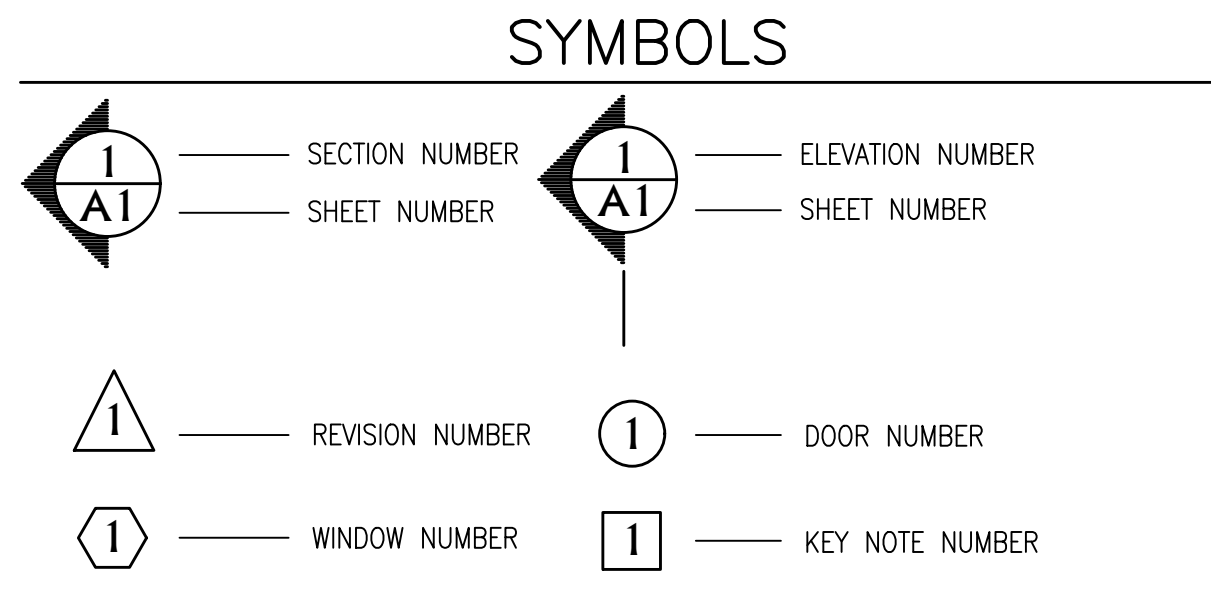 SYMBOLS
1 SECTION NUMBER
A1 SHEET NUMBER
1 ELEVATION NUMBER
A1 SHEET NUMBER
1 REVISION NUMBER
1 DOOR NUMBER
1 WINDOW NUMBER
1 KEY NOTE NUMBER